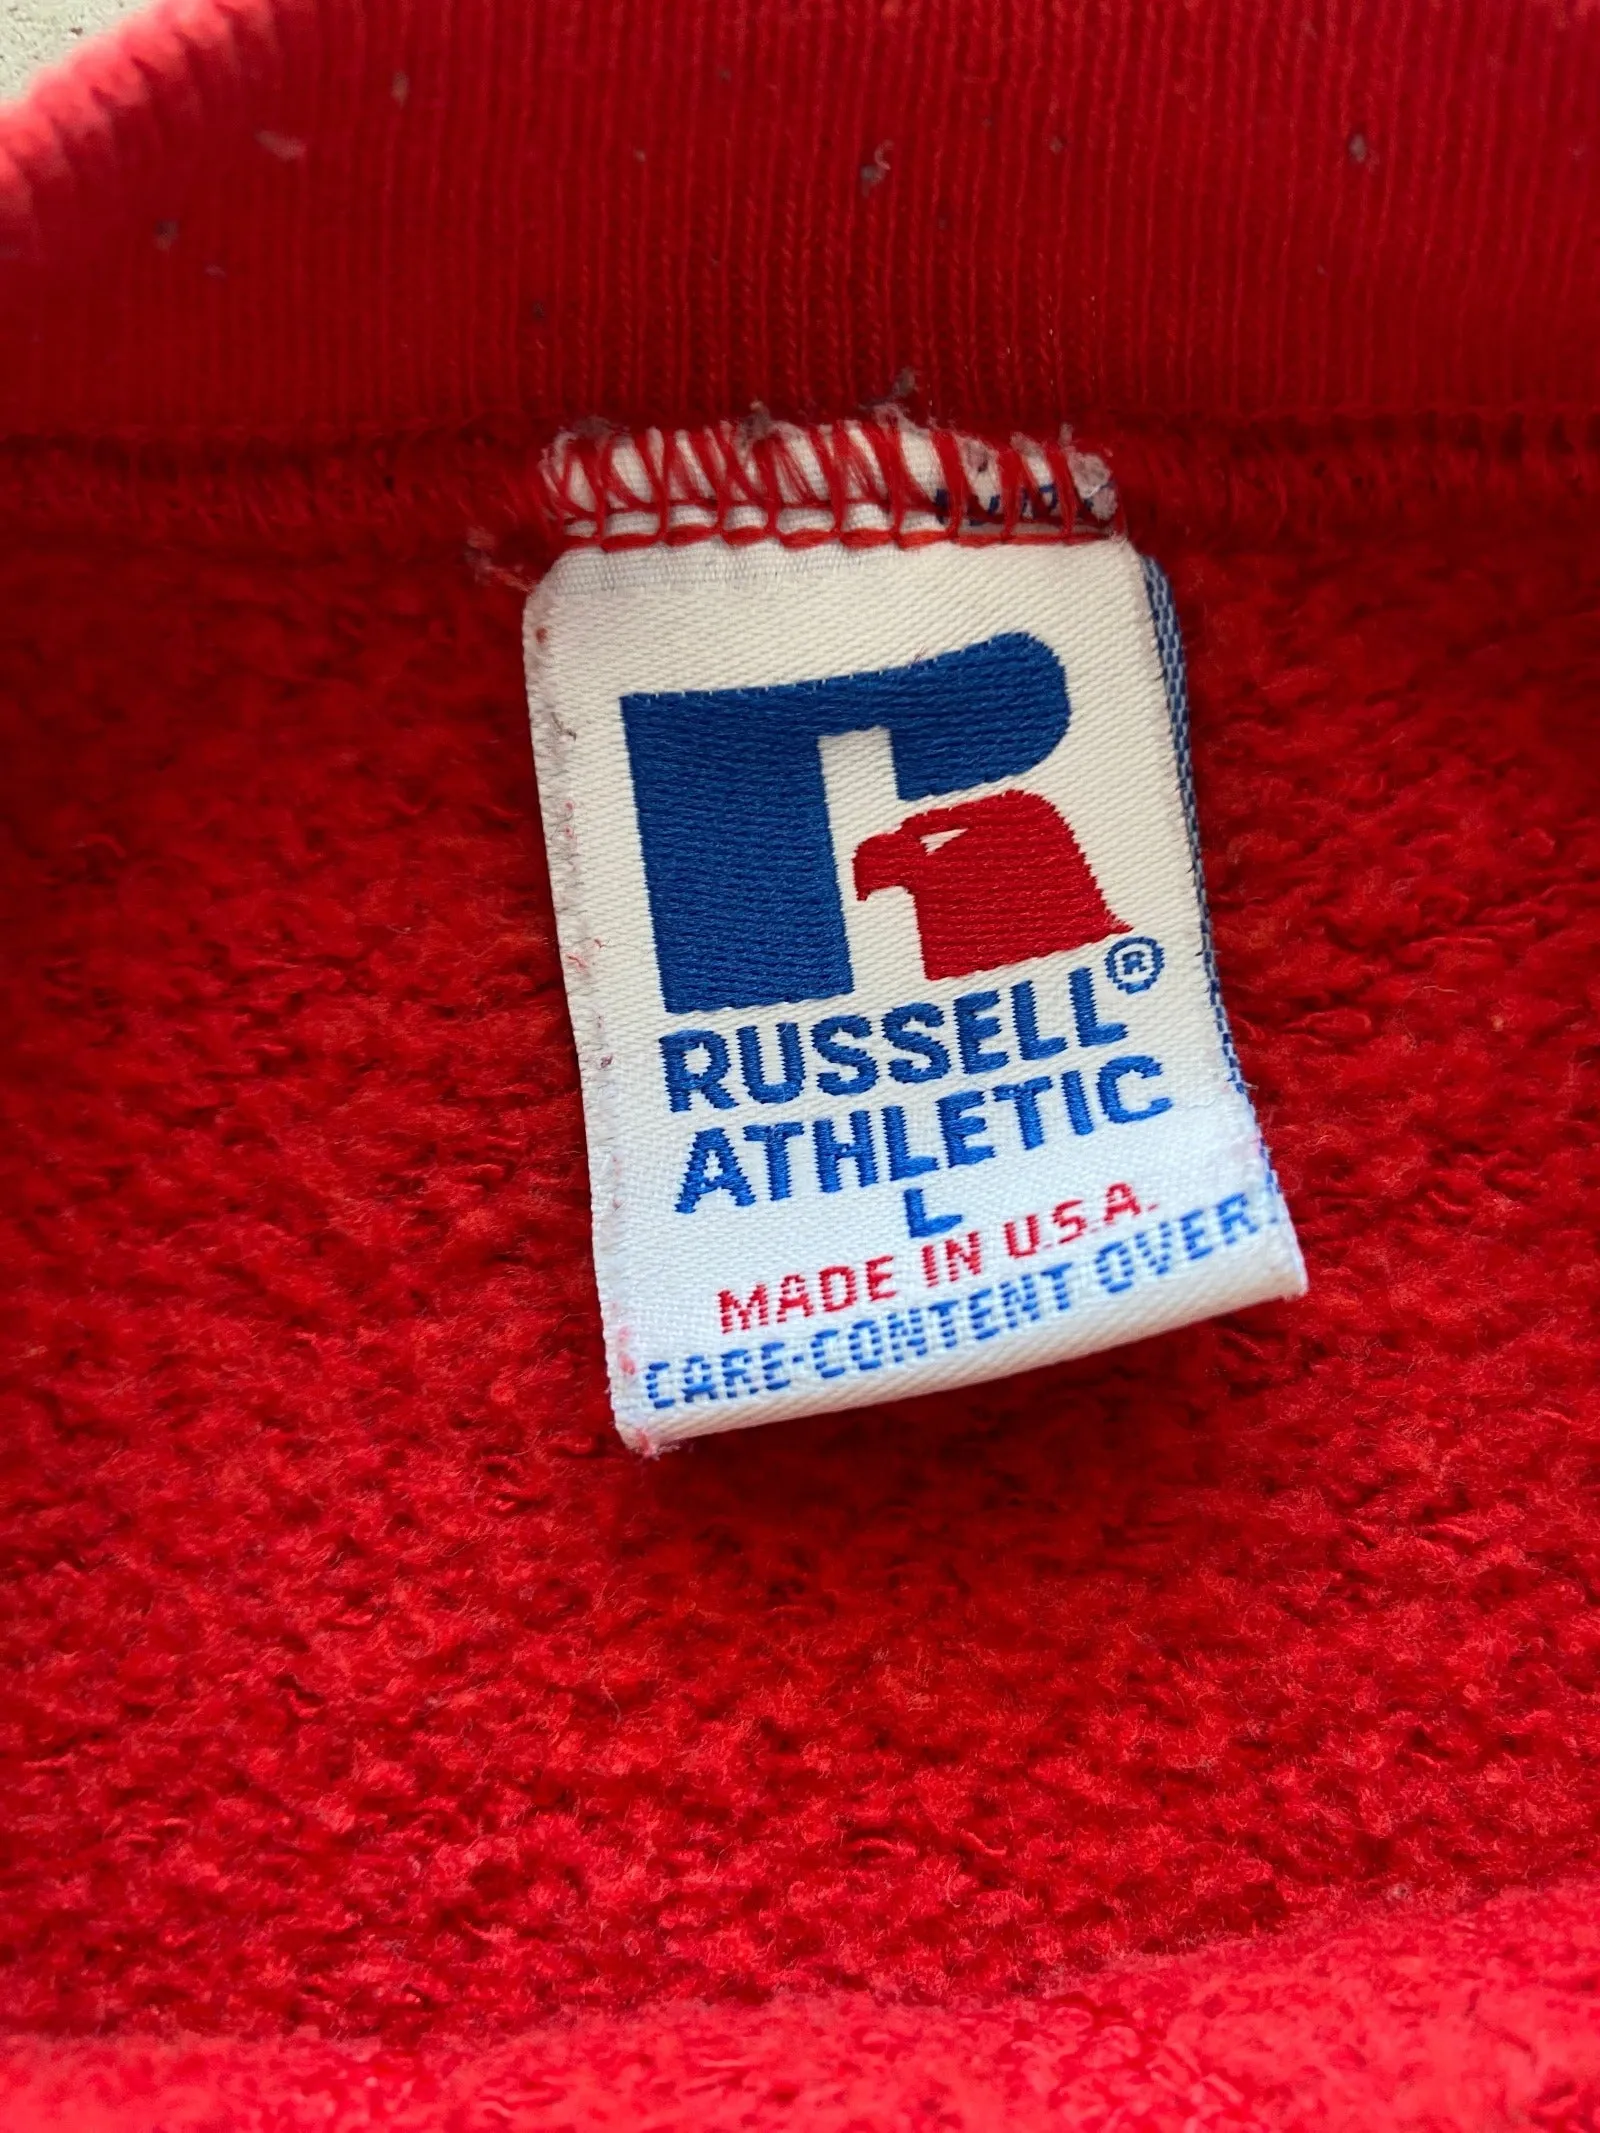 RUSSELL®
ATHLETIC
L
MADE IN U.S.A.
CARE-CONTENT OVER